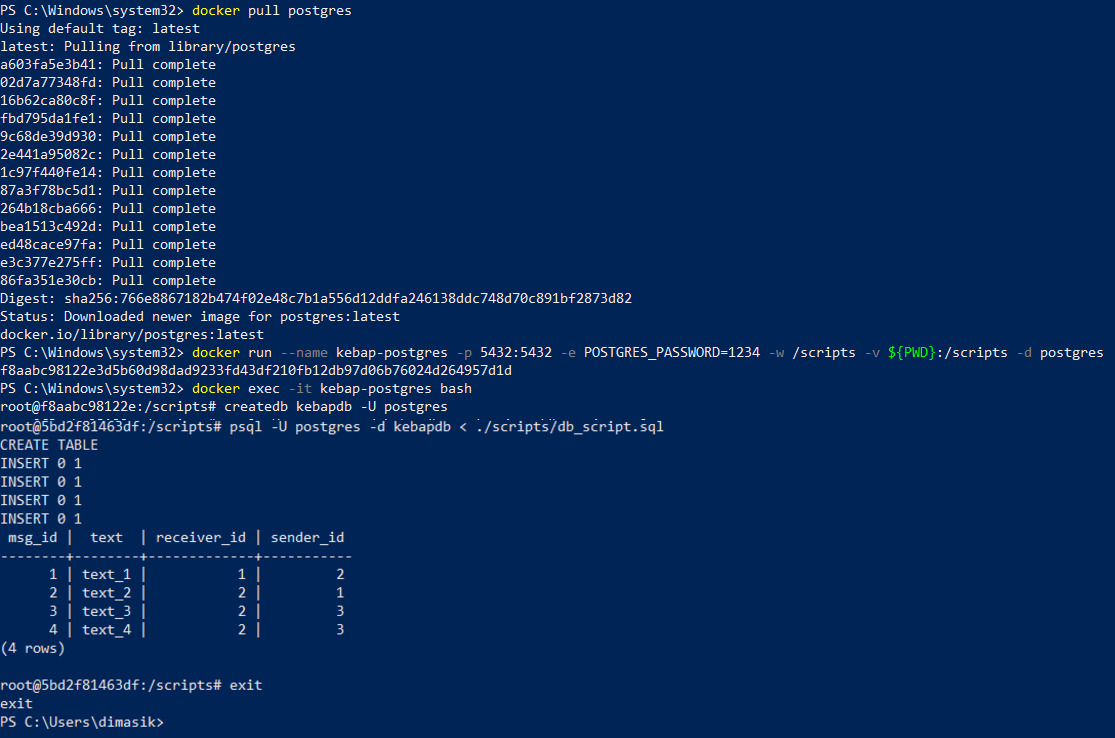 PS C:\Windows\system32> docker pull postgres
Using default tag: latest
latest: Pulling from library/postgres
a603fa5e3b41: Pull complete
02d7a77348fd: Pull complete
16b62ca80c8f: Pull complete
fbd795da1fe1: Pull complete
9c68de39d930: Pull complete
2e441a95082c: Pull complete
1c97f440fe14: Pull complete
87a3f78bc5d1: Pull complete
264b18cba666: Pull complete
bea1513c492d: Pull complete
ed48cace97fa: Pull complete
e3c377e275ff: Pull complete
86fa351e30cb: Pull complete
Digest: sha256:766e8867182b474f02e48c7b1a556d12ddfa246138ddc748d70c891bf2873d82
Status: Downloaded newer image for postgres:latest
docker.io/library/postgres:latest
PS C:\Windows\system32> docker run --name kebap-postgres -p 5432:5432 -e POSTGRES_PASSWORD=1234 -w /scripts -v ${PWD}:/scripts -d postgres
f8aabc98122e3d5b60d98dad9233fd43df210fb12db97d06b76024d264957d1d
PS C:\Windows\system32> docker exec -it kebap-postgres bash
root@f8aabc98122e:/scripts# createdb kebapdb -U postgres
root@5bd2f81463df:/scripts# psql -U postgres -d kebapdb < ./scripts/db_script.sql
CREATE TABLE
INSERT 0 1
INSERT 0 1
INSERT 0 1
INSERT 0 1
 msg_id |  text  | receiver_id | sender_id
--------+--------+-------------+-----------
      1 | text_1 |           1 |         2
      2 | text_2 |           2 |         1
      3 | text_3 |           2 |         3
      4 | text_4 |           2 |         3
(4 rows)
root@5bd2f81463df:/scripts# exit
exit
PS C:\Users\dimasik>